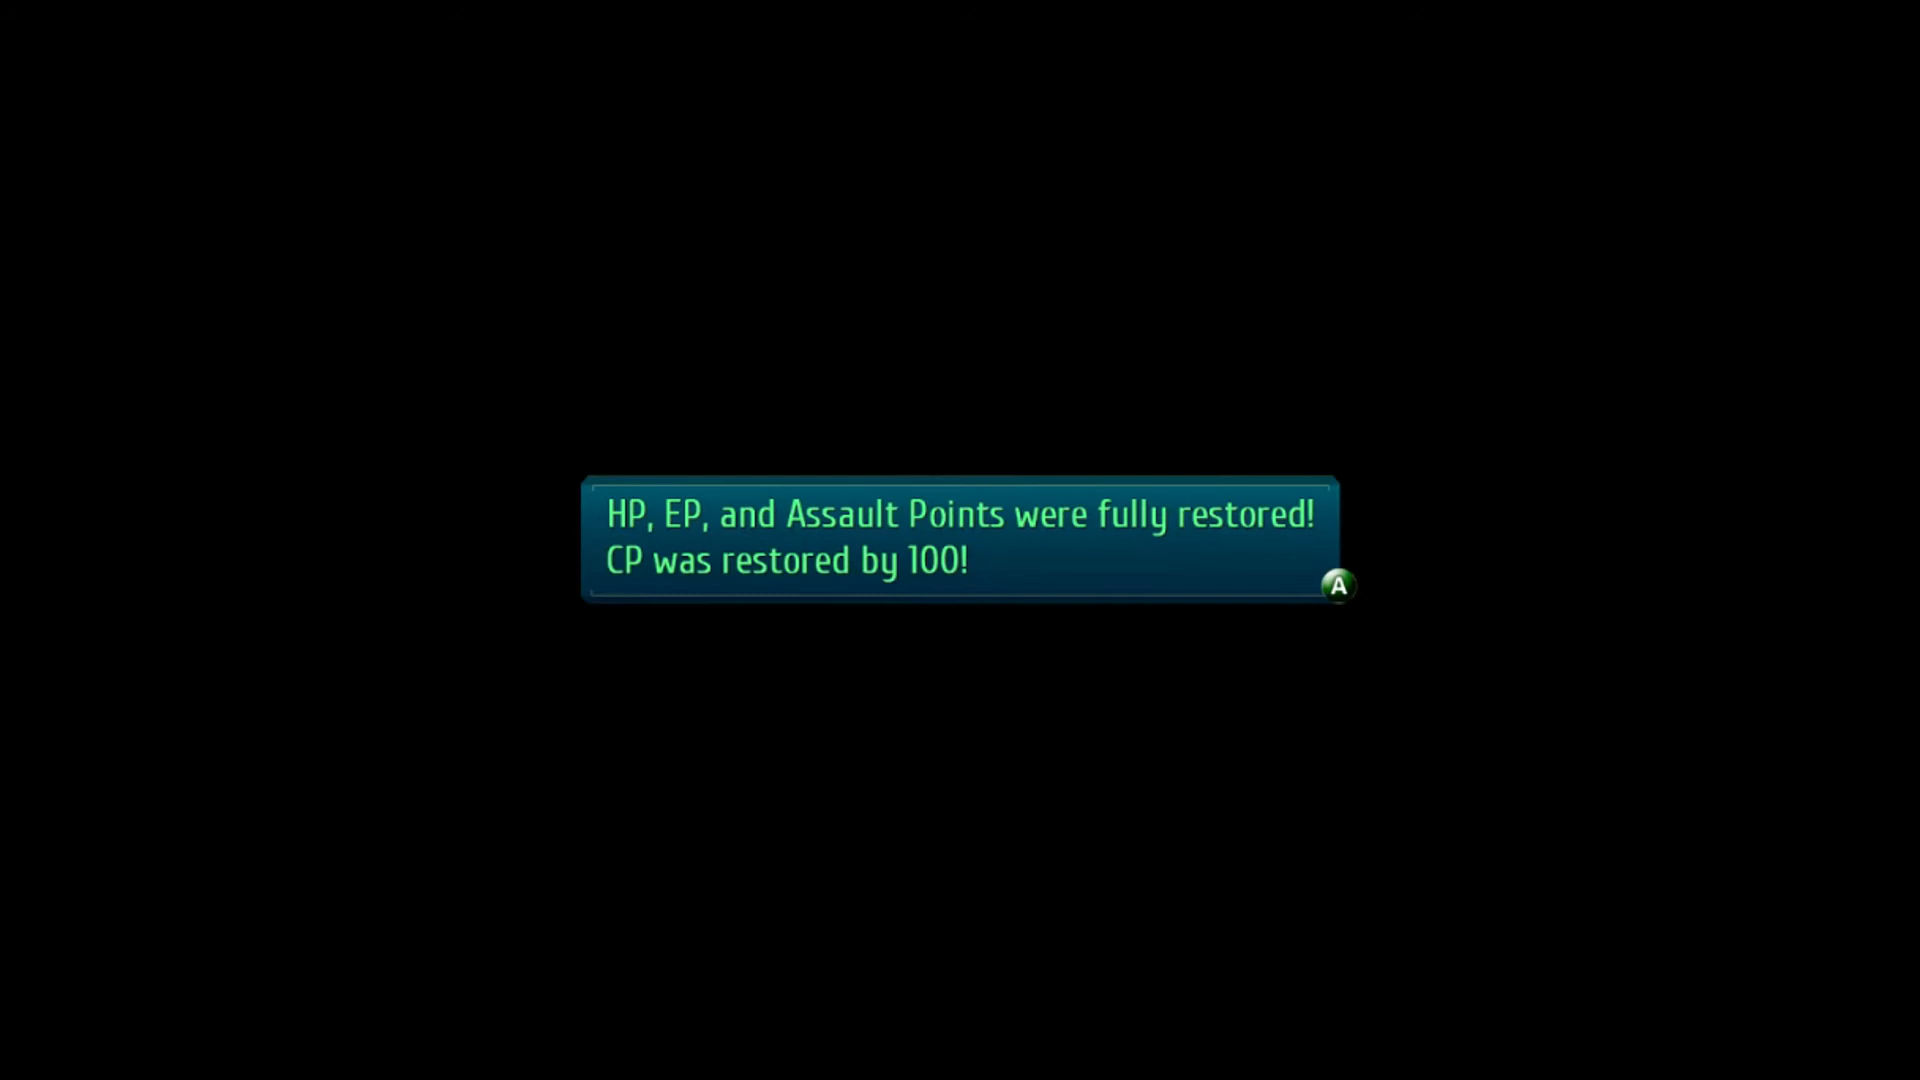 HP, EP, and Assault Points were fully restored!
CP was restored by 100!
A